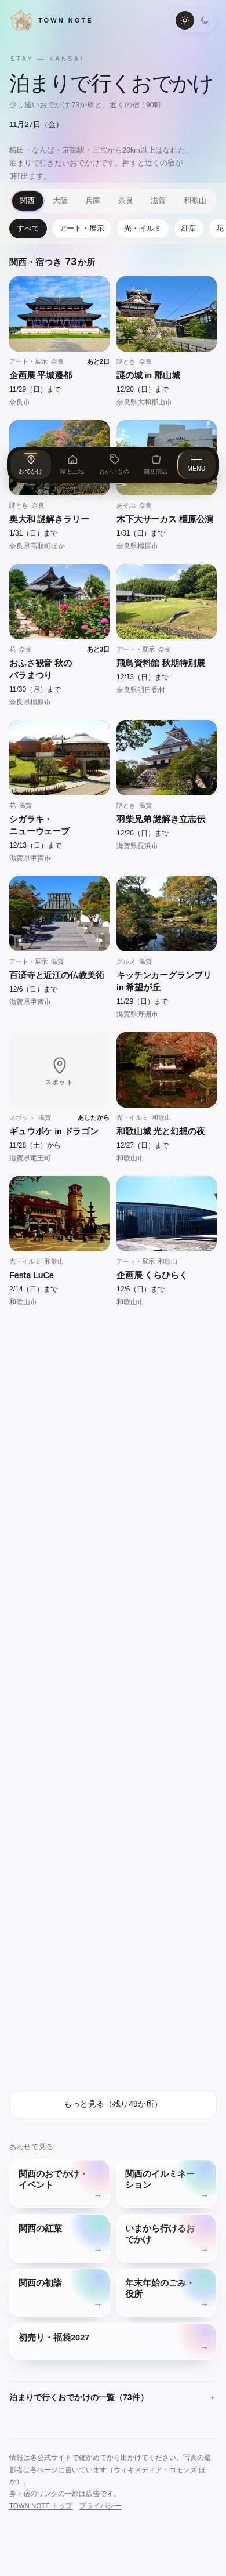 TOWN NOTE
STAY — KANSAI
泊まりで行くおでかけ
少し遠いおでかけ 73か所と、近くの宿 190軒
11月27日（金）
梅田・なんば・京都駅・三宮から20km以上はなれた、
泊まりで行きたいおでかけです。押すと近くの宿が
3軒出ます。
関西 大阪 兵庫 奈良 滋賀 和歌山
すべて アート・展示 光・イルミ 紅葉 花
関西・宿つき 73か所
アート・展示 奈良 あと2日
企画展 平城遷都
11/29（日）まで
奈良市
謎とき 奈良
謎の城 in 郡山城
12/20（日）まで
奈良県大和郡山市
おでかけ 家と土地 おかいもの 開店閉店 MENU
謎とき 奈良
奥大和 謎解きラリー
1/31（日）まで
奈良県高取町ほか
あそぶ 奈良
木下大サーカス 橿原公演
1/31（日）まで
奈良県橿原市
花 奈良 あと3日
おふさ観音 秋の
バラまつり
11/30（月）まで
奈良県橿原市
アート・展示 奈良
飛鳥資料館 秋期特別展
12/13（日）まで
奈良県明日香村
花 滋賀
シガラキ・
ニューウェーブ
12/13（日）まで
滋賀県甲賀市
謎とき 滋賀
羽柴兄弟 謎解き立志伝
12/20（日）まで
滋賀県長浜市
アート・展示 滋賀
百済寺と近江の仏教美術
12/6（日）まで
滋賀県甲賀市
グルメ 滋賀
キッチンカーグランプリ
in 希望が丘
11/29（日）まで
滋賀県野洲市
スポット
スポット 滋賀 あしたから
ギュウポケ in ドラゴン
11/28（土）から
滋賀県竜王町
光・イルミ 和歌山
和歌山城 光と幻想の夜
12/27（日）まで
和歌山市
光・イルミ 和歌山
Festa LuCe
2/14（日）まで
和歌山市
アート・展示 和歌山
企画展 くらひらく
12/6（日）まで
和歌山市
もっと見る（残り49か所）
あわせて見る
関西のおでかけ・
イベント
→
関西のイルミネー
ション
→
関西の紅葉
→
いまから行けるお
でかけ
→
関西の初詣
→
年末年始のごみ・
役所
→
初売り・福袋2027
→
泊まりで行くおでかけの一覧（73件） +
情報は各公式サイトで確かめてから出かけてください。写真の撮
影者は各ページに書いています（ウィキメディア・コモンズ ほ
か）。
券・宿のリンクの一部は広告です。
TOWN NOTE トップ プライバシー